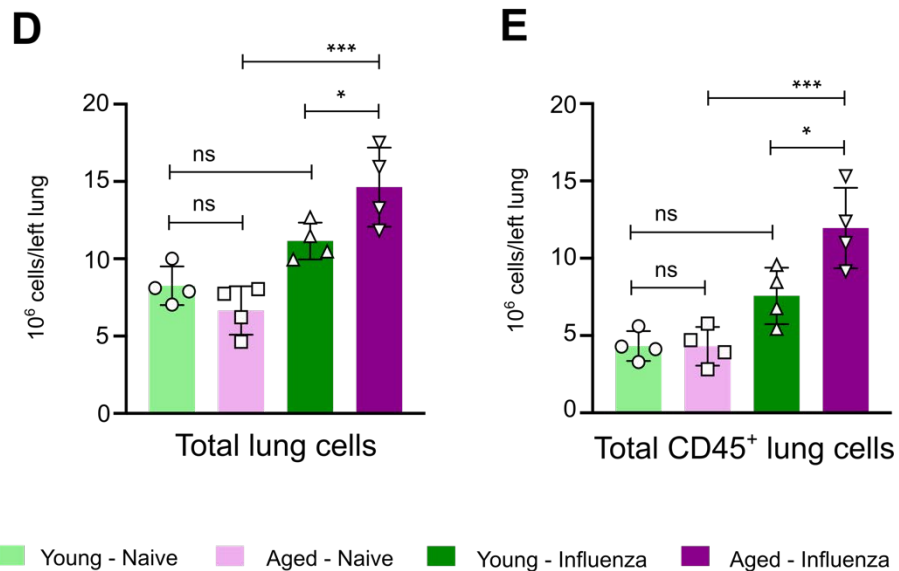 D
***
*
ns
ns
20
15
10
5
0
10⁶ cells/left lung
Total lung cells
E
***
*
ns
ns
20
15
10
5
0
10⁶ cells/left lung
Total CD45⁺ lung cells
Young - Naive
Aged - Naive
Young - Influenza
Aged - Influenza